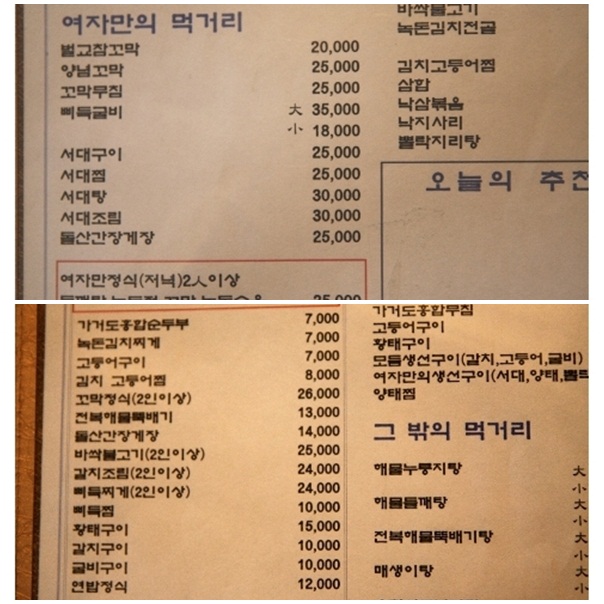 여자만의 먹거리
벌교참꼬막 20,000
양념꼬막 25,000
꼬막무침 25,000
삐득굴비 大 35,000
小 18,000
서대구이 25,000
서대찜 25,000
서대탕 30,000
서대조림 30,000
돌산간장게장 25,000
여자만정식(저녁)2人이상
바싹불고기
녹돈김치전골
김치고등어찜
삼합
낙삼볶음
낙지사리
뽈락지리탕
오늘의 추천
가거도홍합순두부 7,000
녹돈김치찌게 7,000
고등어구이 7,000
김치 고등어찜 8,000
꼬막정식(2인이상) 26,000
전복해물뚝배기 13,000
돌산간장게장 14,000
바싹불고기(2인이상) 25,000
갈치조림(2인이상) 24,000
삐득찌게(2인이상) 24,000
삐득찜 10,000
황태구이 15,000
갈치구이 10,000
굴비구이 10,000
연밥정식 12,000
가거도홍합무침
고등어구이
황태구이
모듬생선구이(갈치,고등어,굴비)
여자만의생선구이(서대,양태,뽈락
양태찜
그 밖의 먹거리
해물누룽지탕 大
小
해물들깨탕 大
小
전복해물뚝배기탕 大
小
매생이탕 大
小